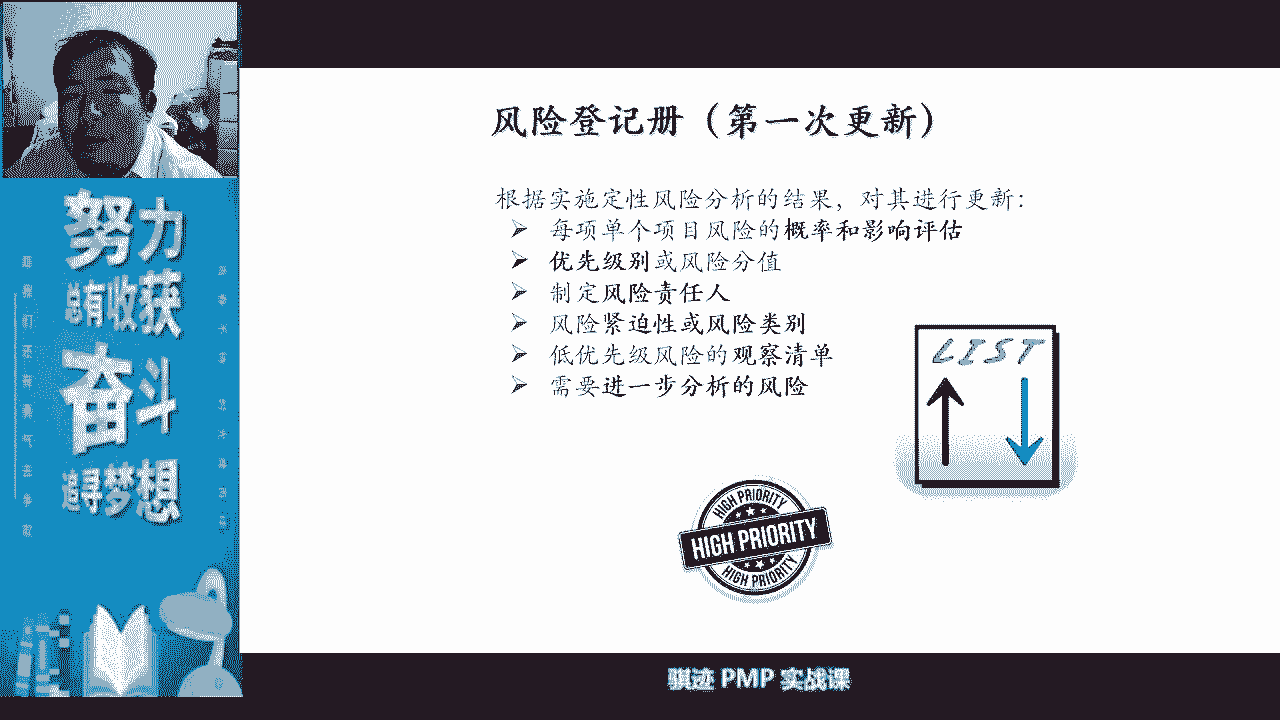 风险登记册（第一次更新）
根据实施定性风险分析的结果，对其进行更新：
➢ 每项单个项目风险的概率和影响评估
➢ 优先级别或风险分值
➢ 制定风险责任人
➢ 风险紧迫性或风险类别
➢ 低优先级风险的观察清单
➢ 需要进一步分析的风险
LIST
HIGH PRIORITY
HIGH PRIORITY
HIGH PRIORITY
努力
总有收获
奋斗
追寻梦想
骐迹 PMP 实战课